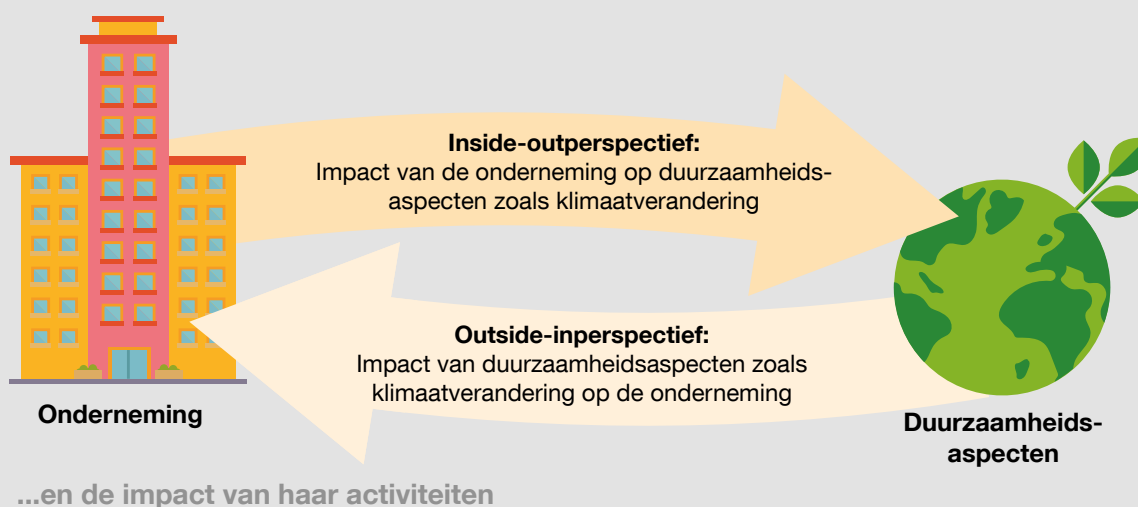 Inside-outperspectief:
Impact van de onderneming op duurzaamheids-
aspecten zoals klimaatverandering
Outside-inperspectief:
Impact van duurzaamheidsaspecten zoals
klimaatverandering op de onderneming
Onderneming
Duurzaamheids-
aspecten
...en de impact van haar activiteiten